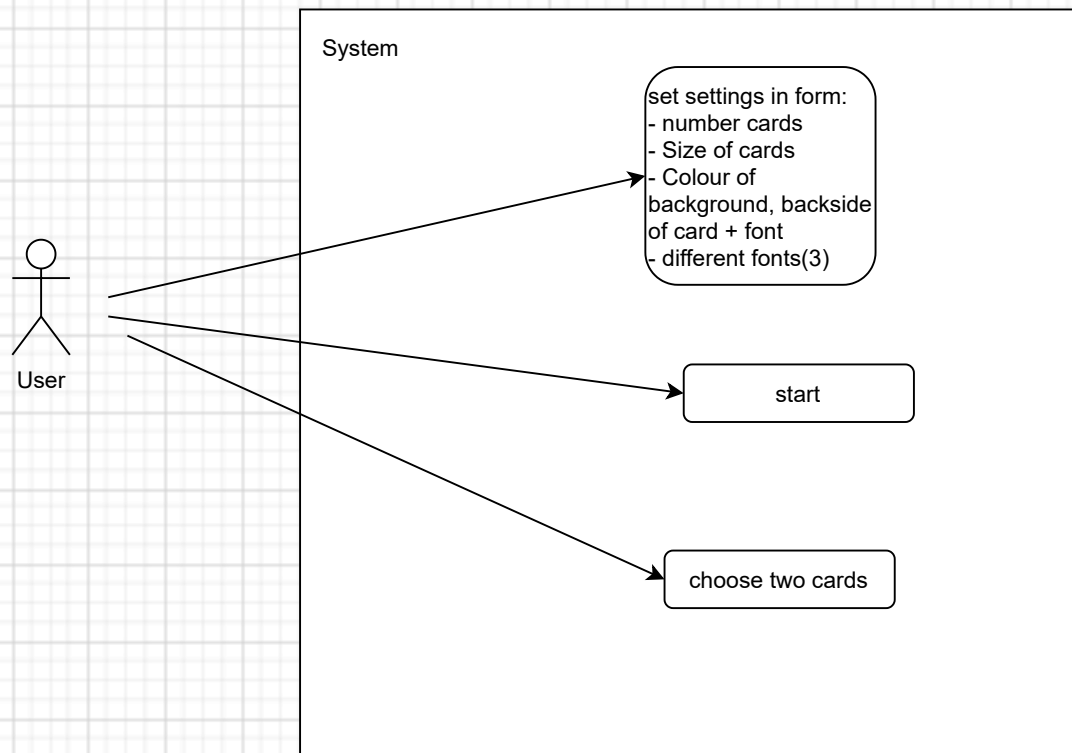 System
set settings in form:
- number cards
- Size of cards
- Colour of
background, backside
of card + font
- different fonts(3)
User
start
choose two cards